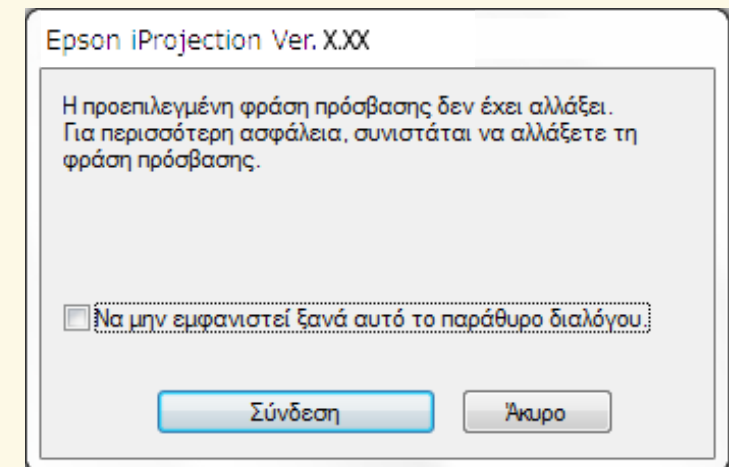 Epson iProjection Ver. X.XX
Η προεπιλεγμένη φράση πρόσβασης δεν έχει αλλάξει.
Για περισσότερη ασφάλεια, συνιστάται να αλλάξετε τη
φράση πρόσβασης.
Να μην εμφανιστεί ξανά αυτό το παράθυρο διαλόγου.
Σύνδεση
Άκυρο